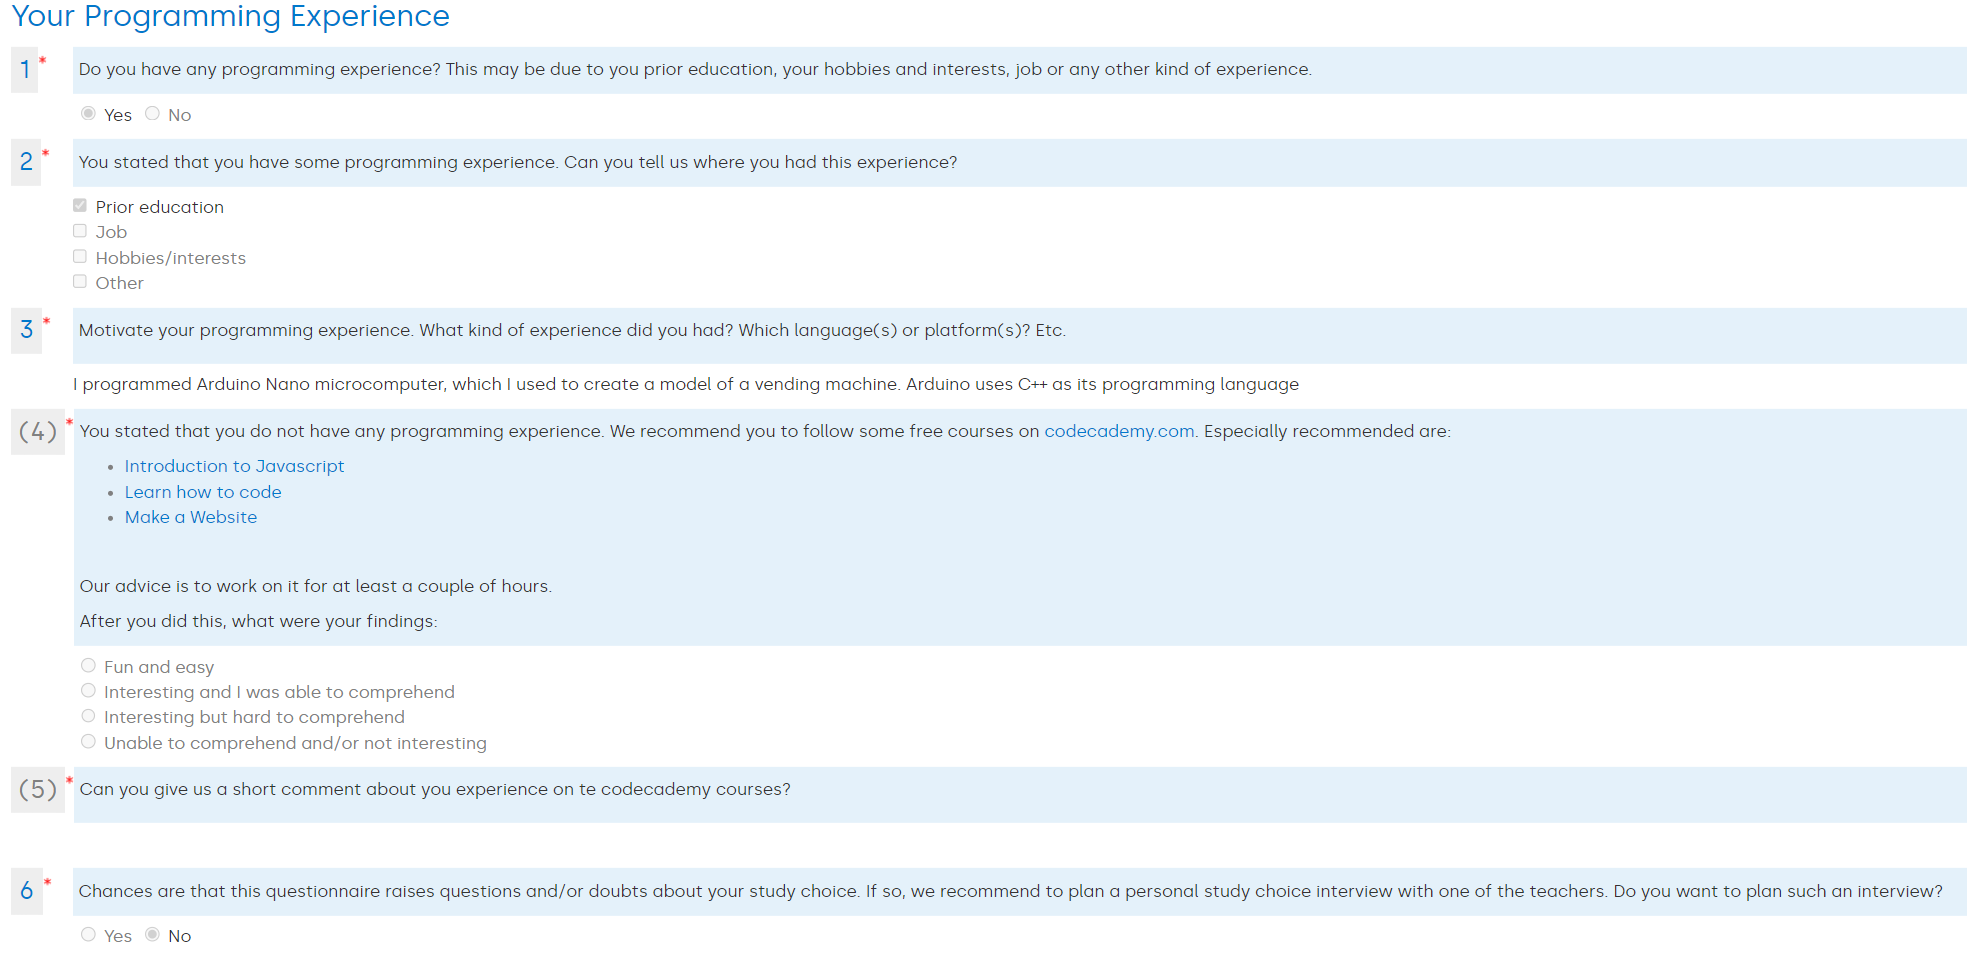 Your Programming Experience
1 * Do you have any programming experience? This may be due to you prior education, your hobbies and interests, job or any other kind of experience.
Yes No
2 * You stated that you have some programming experience. Can you tell us where you had this experience?
Prior education
Job
Hobbies/interests
Other
3 * Motivate your programming experience. What kind of experience did you had? Which language(s) or platform(s)? Etc.
I programmed Arduino Nano microcomputer, which I used to create a model of a vending machine. Arduino uses C++ as its programming language
(4) * You stated that you do not have any programming experience. We recommend you to follow some free courses on codecademy.com. Especially recommended are:
• Introduction to Javascript
• Learn how to code
• Make a Website
Our advice is to work on it for at least a couple of hours.
After you did this, what were your findings:
Fun and easy
Interesting and I was able to comprehend
Interesting but hard to comprehend
Unable to comprehend and/or not interesting
(5) * Can you give us a short comment about you experience on te codecademy courses?
6 * Chances are that this questionnaire raises questions and/or doubts about your study choice. If so, we recommend to plan a personal study choice interview with one of the teachers. Do you want to plan such an interview?
Yes No